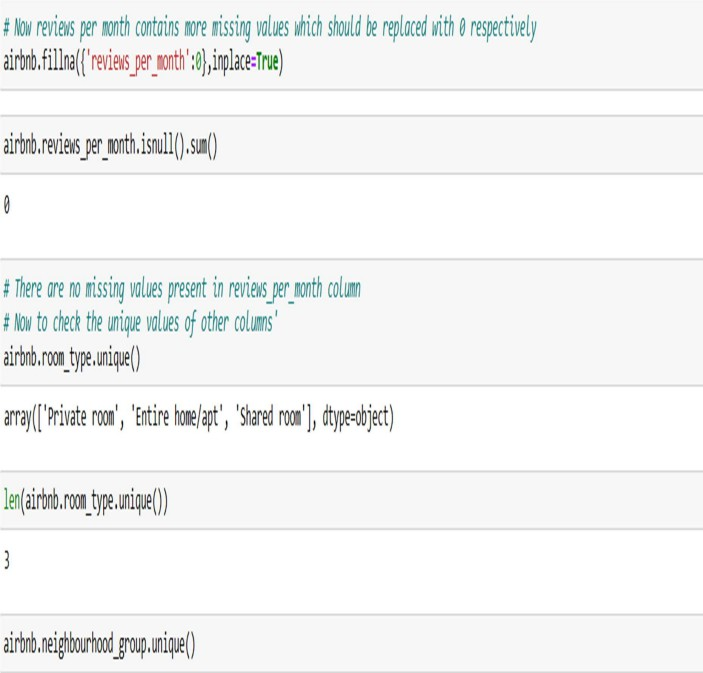 # Now reviews per month contains more missing values which should be replaced with 0 respectively
airbnb.fillna({'reviews_per_month':0},inplace=True)
airbnb.reviews_per_month.isnull().sum()
0
# There are no missing values present in reviews_per_month column
# Now to check the unique values of other columns'
airbnb.room_type.unique()
array(['Private room', 'Entire home/apt', 'Shared room'], dtype=object)
len(airbnb.room_type.unique())
3
airbnb.neighbourhood_group.unique()